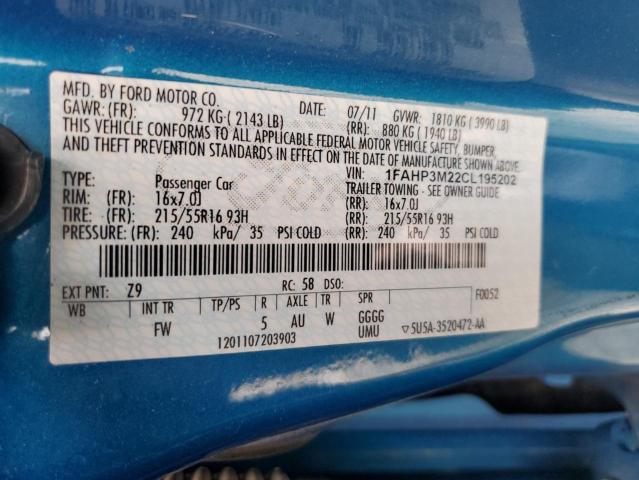 MFD. BY FORD MOTOR CO. DATE: 07/11 GVWR: 1810 KG ( 3990 LB)
GAWR: (FR): 972 KG ( 2143 LB) (RR): 880 KG ( 1940 LB)
THIS VEHICLE CONFORMS TO ALL APPLICABLE FEDERAL MOTOR VEHICLE SAFETY, BUMPER,
AND THEFT PREVENTION STANDARDS IN EFFECT ON THE DATE OF MANUFACTURE SHOWN ABOVE.
VIN: 1FAHP3M22CL195202
TYPE: Passenger Car TRAILER TOWING - SEE OWNER GUIDE
RIM: (FR): 16x7.0J (RR): 16x7.0J
TIRE: (FR): 215/55R16 93H (RR): 215/55R16 93H
PRESSURE: (FR): 240 kPa/ 35 PSI COLD (RR): 240 kPa/ 35 PSI COLD
EXT PNT: Z9 RC: 58 DSO: F0052
WB INT TR TP/PS R AXLE TR SPR
FW 5 AU W GGGG
UMU
1201107203903 ▽5U5A-3520472-AA